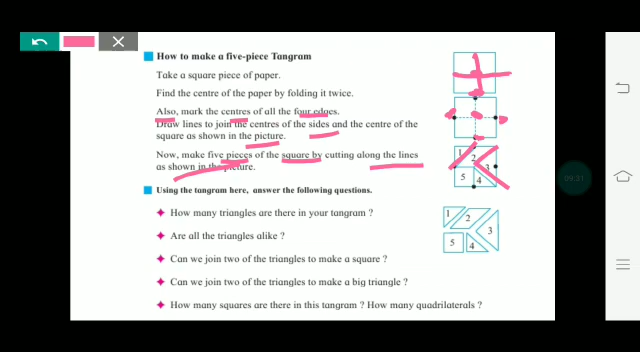 How to make a five-piece Tangram
Take a square piece of paper.
Find the centre of the paper by folding it twice.
Also, mark the centres of all the four edges.
Draw lines to join the centres of the sides and the centre of the
square as shown in the picture.
Now, make five pieces of the square by cutting along the lines
as shown in the picture.
1
2
3
5
4
Using the tangram here, answer the following questions.
How many triangles are there in your tangram ?
Are all the triangles alike ?
Can we join two of the triangles to make a square ?
Can we join two of the triangles to make a big triangle ?
How many squares are there in this tangram ? How many quadrilaterals ?
1
2
3
5
4